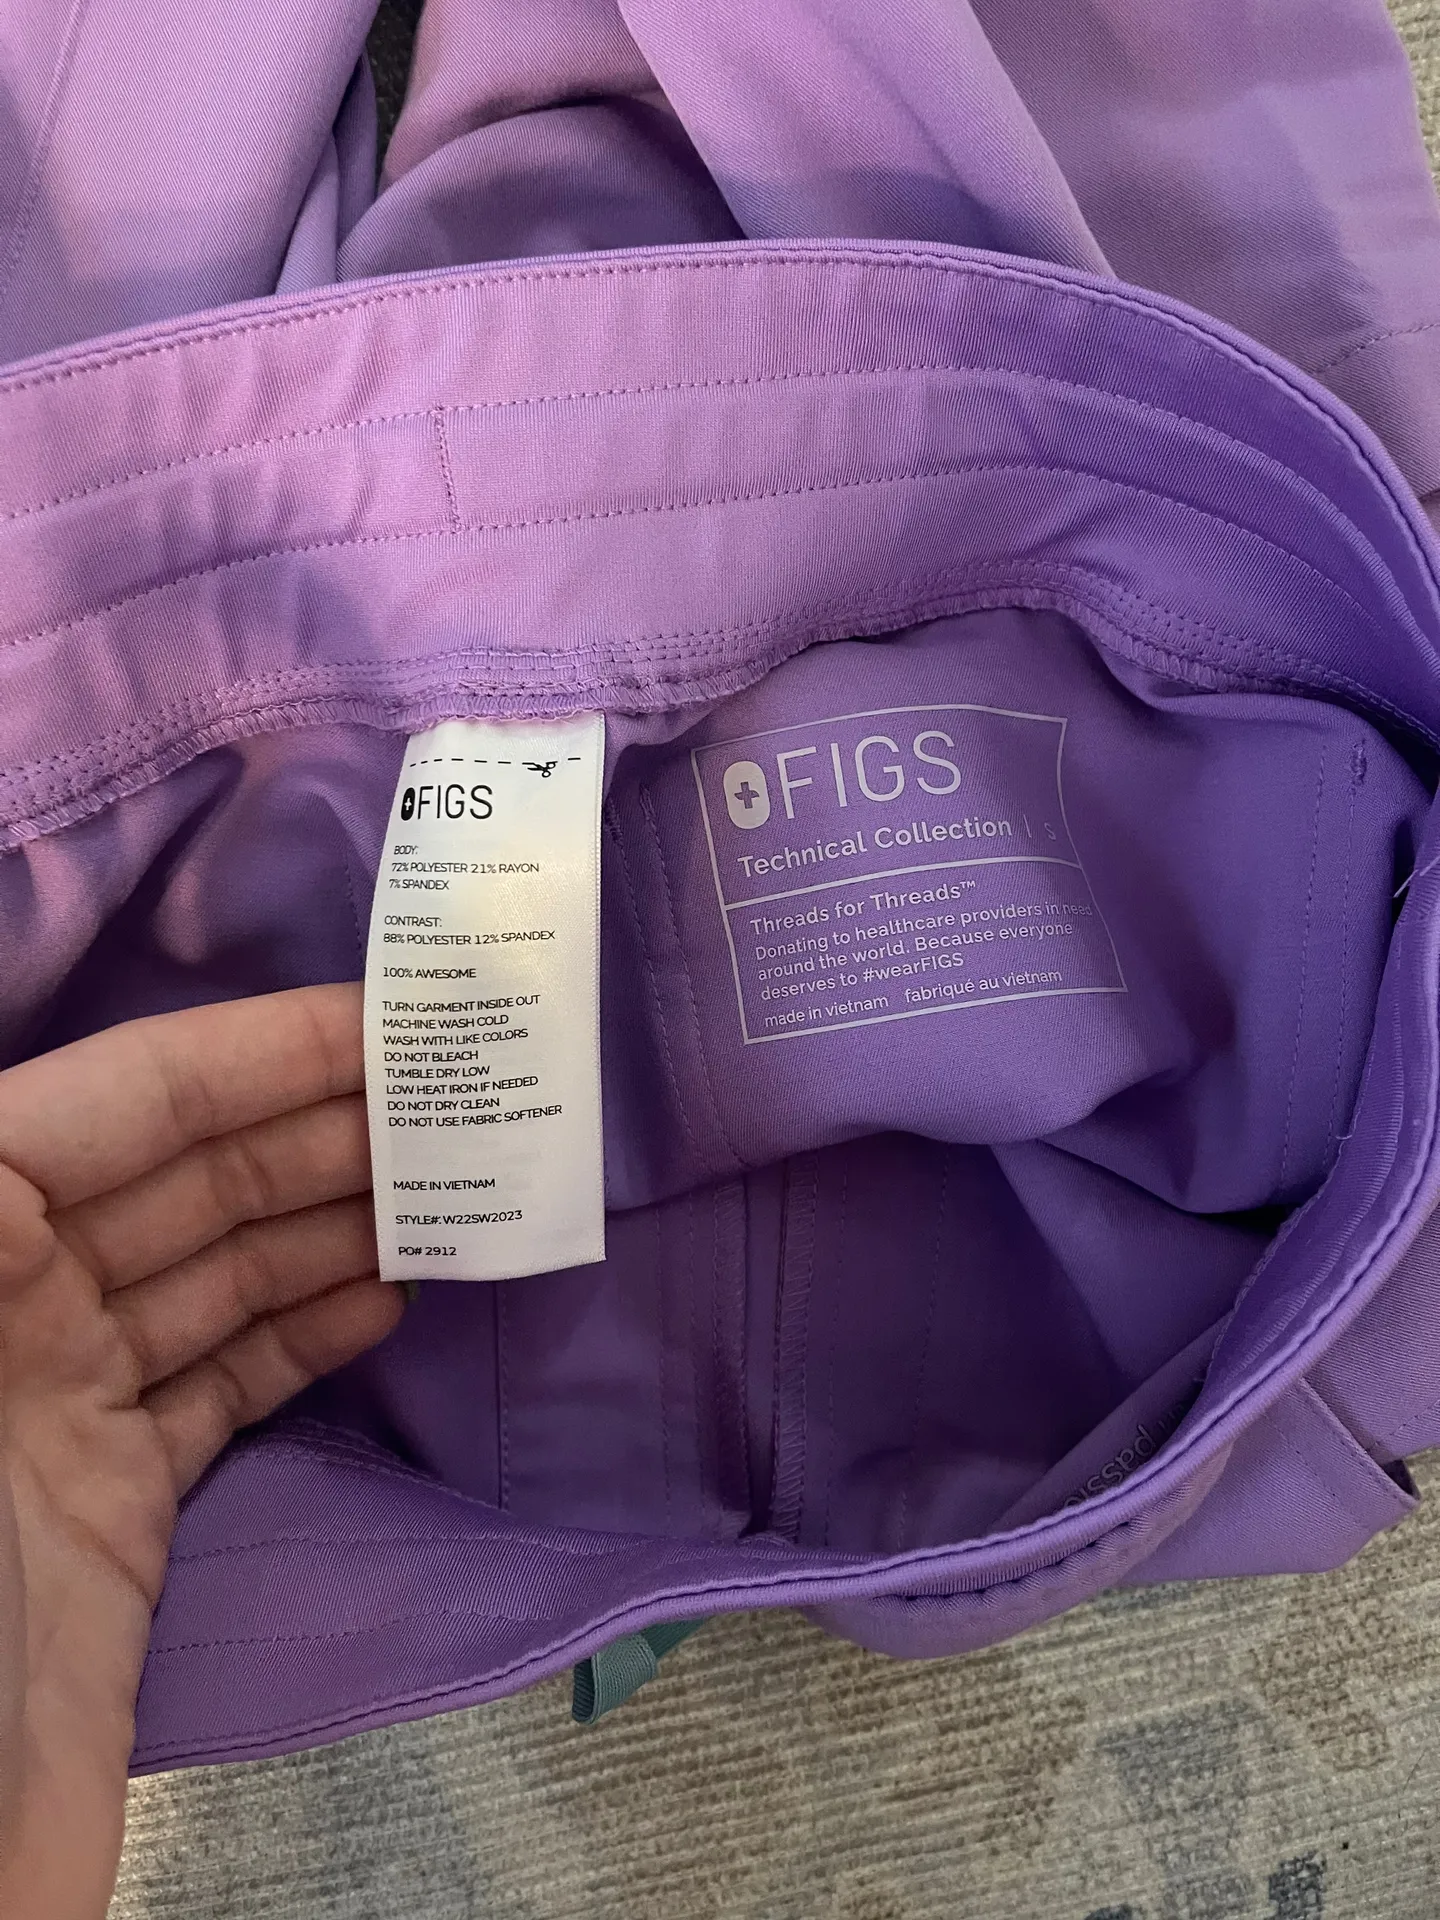 FIGS
BODY:
72% POLYESTER 21% RAYON
7% SPANDEX
CONTRAST:
88% POLYESTER 12% SPANDEX
100% AWESOME
TURN GARMENT INSIDE OUT
MACHINE WASH COLD
WASH WITH LIKE COLORS
DO NOT BLEACH
TUMBLE DRY LOW
LOW HEAT IRON IF NEEDED
DO NOT DRY CLEAN
DO NOT USE FABRIC SOFTENER
MADE IN VIETNAM
STYLE#: W22SW2023
PO# 2912
FIGS
Technical Collection | S
Threads for Threads™
Donating to healthcare providers in need
around the world. Because everyone
deserves to #wearFIGS
made in vietnam fabriqué au vietnam